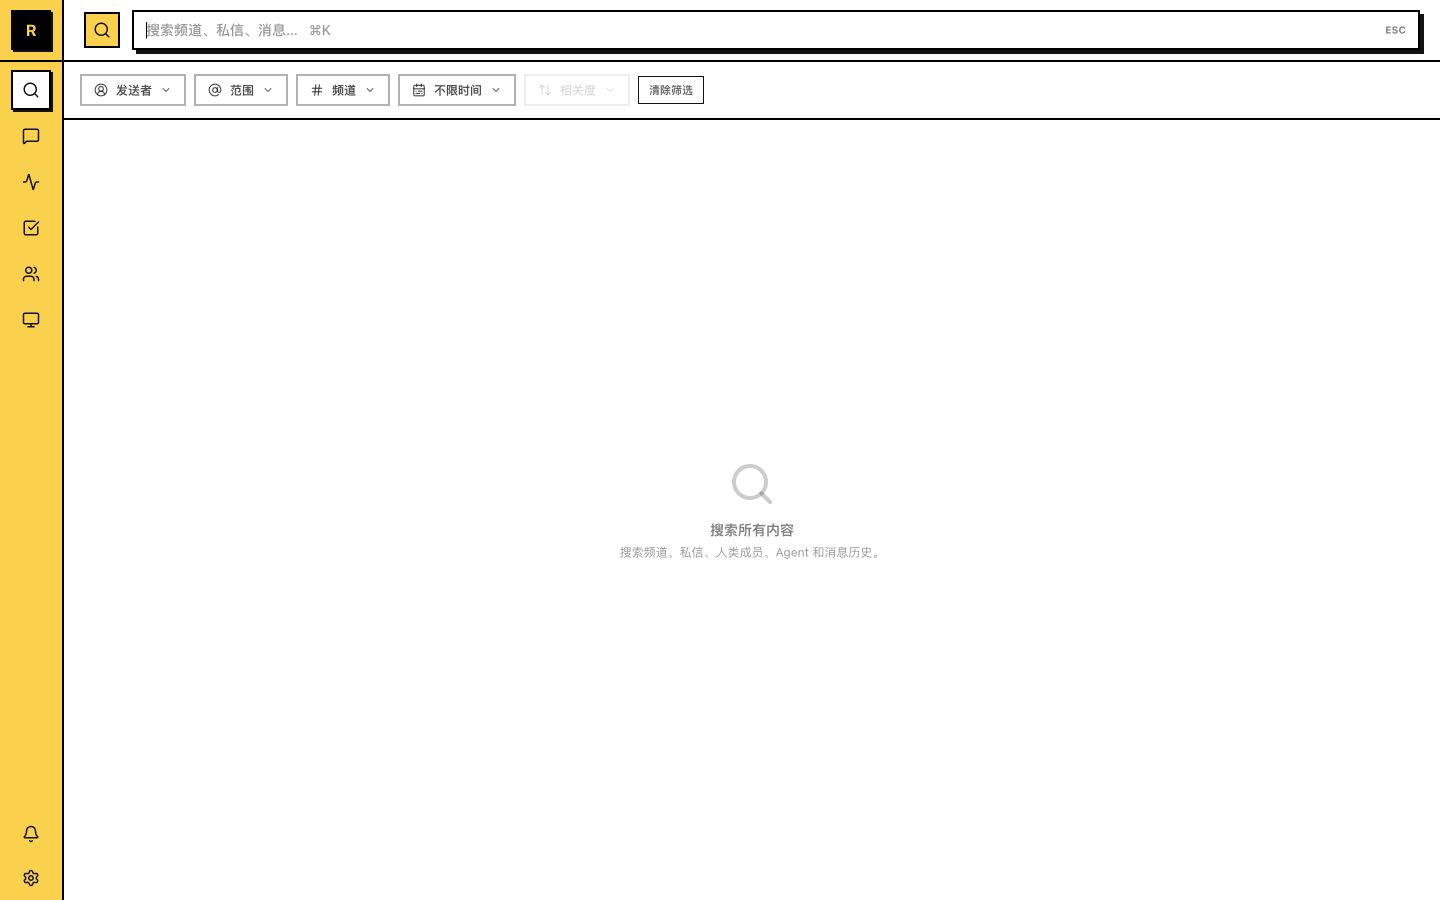 R
搜索频道、私信、消息... ⌘K
ESC
发送者
范围
频道
不限时间
相关度
清除筛选
搜索所有内容
搜索频道、私信、人类成员、Agent 和消息历史。